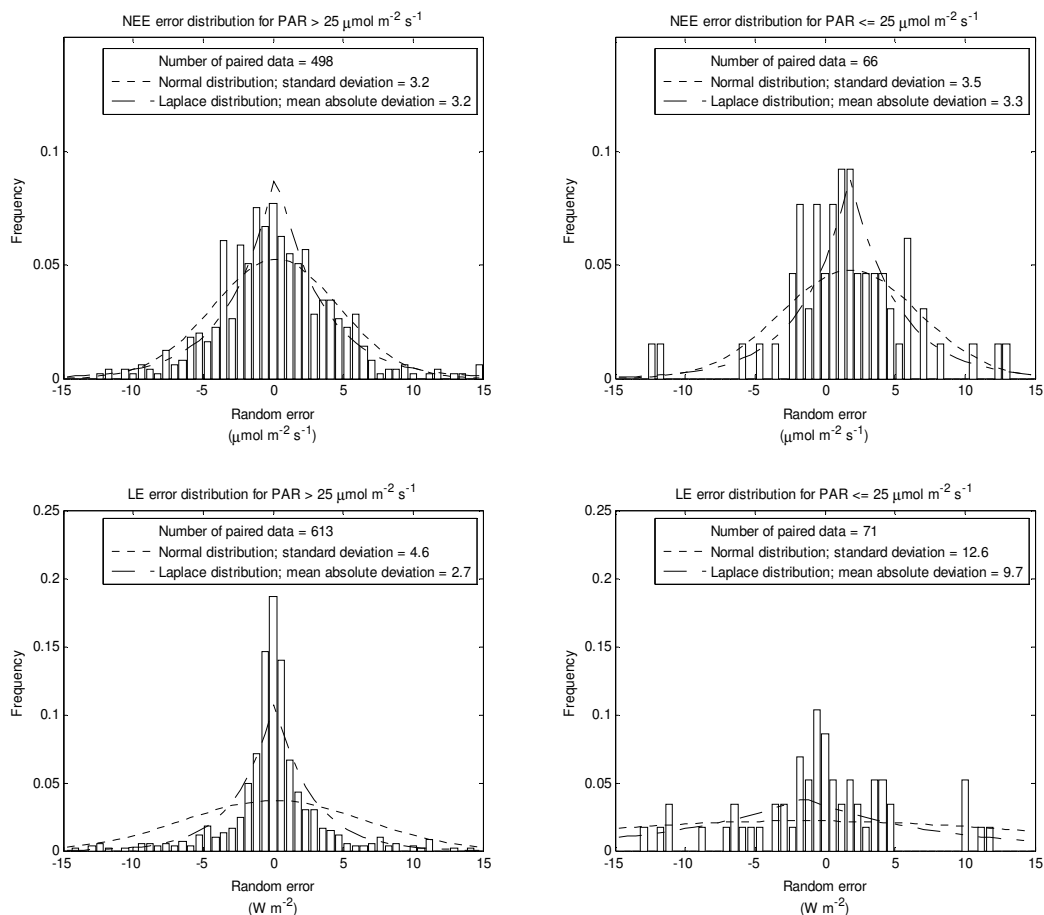 NEE error distribution for PAR > 25 μmol m-2 s-1
Number of paired data = 498
Normal distribution; standard deviation = 3.2
Laplace distribution; mean absolute deviation = 3.2
0.1
0.05
0
Frequency
-15 -10 -5 0 5 10 15
Random error
(μmol m-2 s-1)
NEE error distribution for PAR <= 25 μmol m-2 s-1
Number of paired data = 66
Normal distribution; standard deviation = 3.5
Laplace distribution; mean absolute deviation = 3.3
0.1
0.05
0
Frequency
-15 -10 -5 0 5 10 15
Random error
(μmol m-2 s-1)
LE error distribution for PAR > 25 μmol m-2 s-1
0.25
Number of paired data = 613
Normal distribution; standard deviation = 4.6
Laplace distribution; mean absolute deviation = 2.7
0.2
0.15
0.1
0.05
0
Frequency
-15 -10 -5 0 5 10 15
Random error
(W m-2)
LE error distribution for PAR <= 25 μmol m-2 s-1
0.25
Number of paired data = 71
Normal distribution; standard deviation = 12.6
Laplace distribution; mean absolute deviation = 9.7
0.2
0.15
0.1
0.05
0
Frequency
-15 -10 -5 0 5 10 15
Random error
(W m-2)